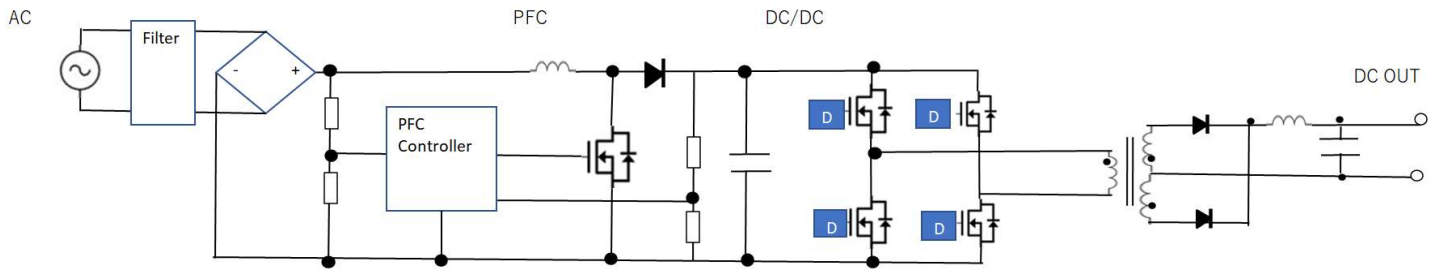 AC
PFC
DC/DC
Filter
-
+
DC OUT
PFC
Controller
D
D
D
D